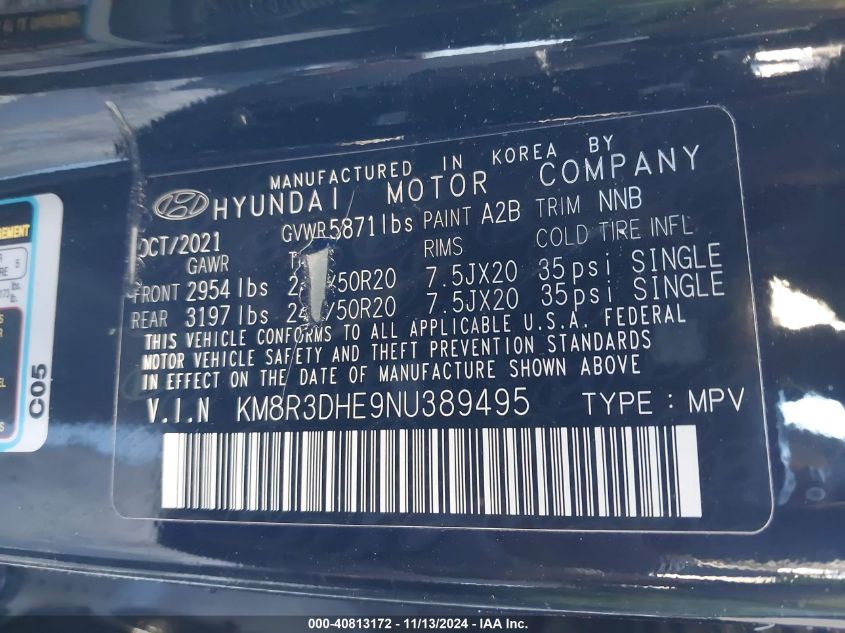 MANUFACTURED IN KOREA BY
HYUNDAI MOTOR COMPANY
OCT/2021 GVWR 5871 lbs PAINT A2B TRIM NNB
GAWR RIMS COLD TIRE INFL
FRONT 2954 lbs 50R20 7.5JX20 35psi SINGLE
REAR 3197 lbs /50R20 7.5JX20 35psi SINGLE
THIS VEHICLE CONFORMS TO ALL APPLICABLE U.S.A. FEDERAL
MOTOR VEHICLE SAFETY AND THEFT PREVENTION STANDARDS
IN EFFECT ON THE DATE OF MANUFACTURE SHOWN ABOVE
V.I.N KM8R3DHE9NU389495 TYPE : MPV
C05
000-40813172 - 11/13/2024 - IAA Inc.